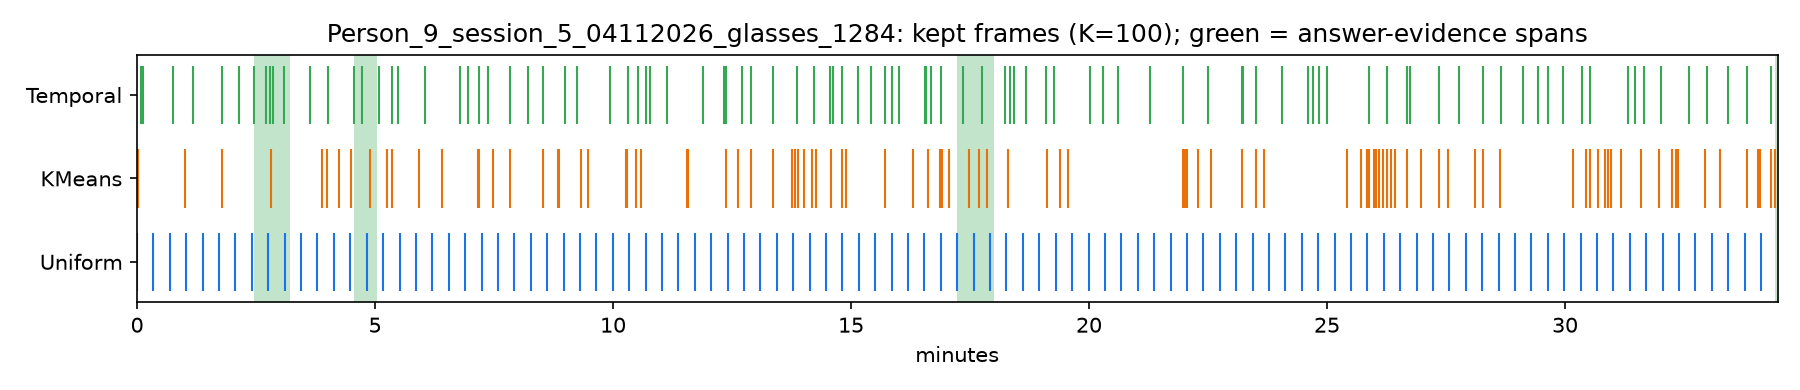 Person_9_session_5_04112026_glasses_1284: kept frames (K=100); green = answer-evidence spans
Temporal
KMeans
Uniform
0 5 10 15 20 25 30
minutes